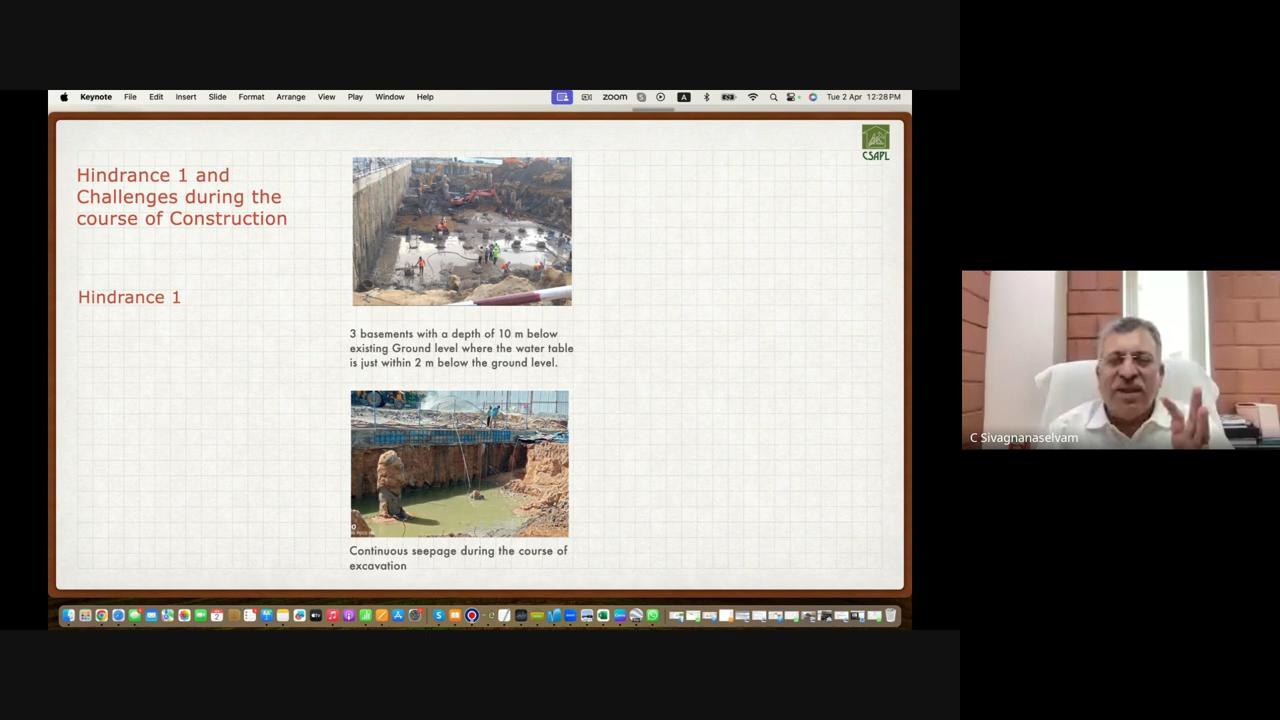 Keynote File Edit Insert Slide Format Arrange View Play Window Help zoom A Tue 2 Apr 12:28 PM
CSAPL
Hindrance 1 and
Challenges during the
course of Construction
Hindrance 1
3 basements with a depth of 10 m below
existing Ground level where the water table
is just within 2 m below the ground level.
Continuous seepage during the course of
excavation
C Sivagnanaselvam